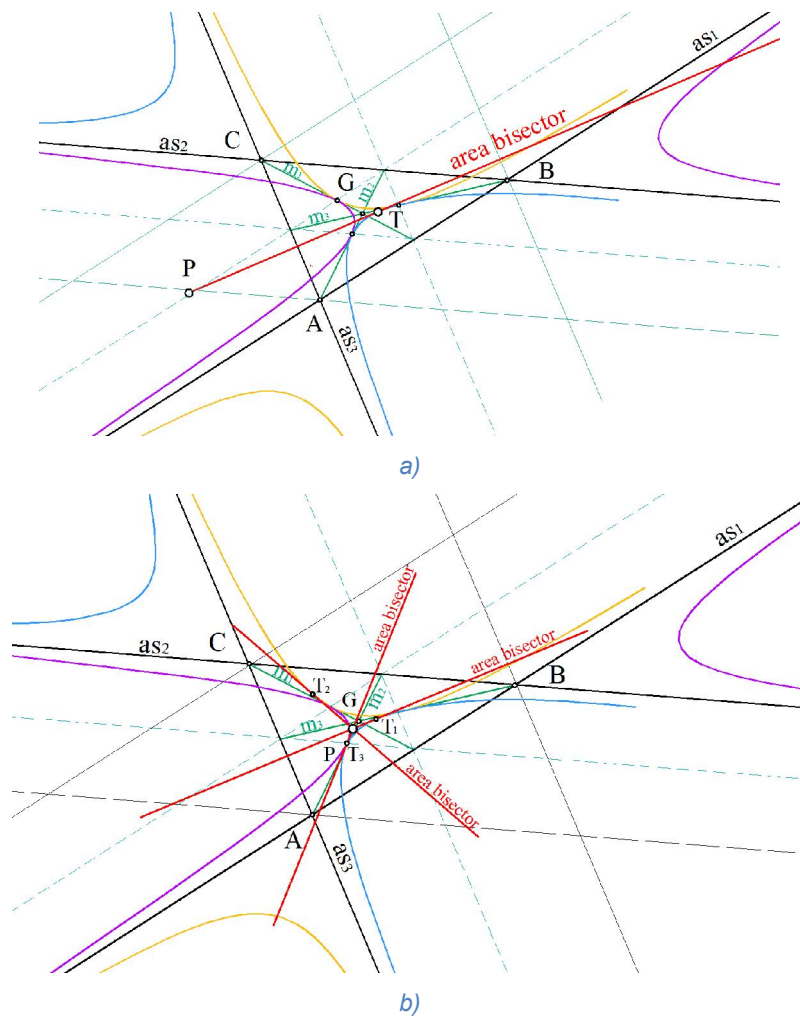 as1
area bisector
C
as2
B
m1
G
m2
m3
T
P
A
as3
a)
as1
area bisector
area bisector
C
as2
B
T2
m2
G
m3
T1
P
T3
area bisector
A
as3
b)